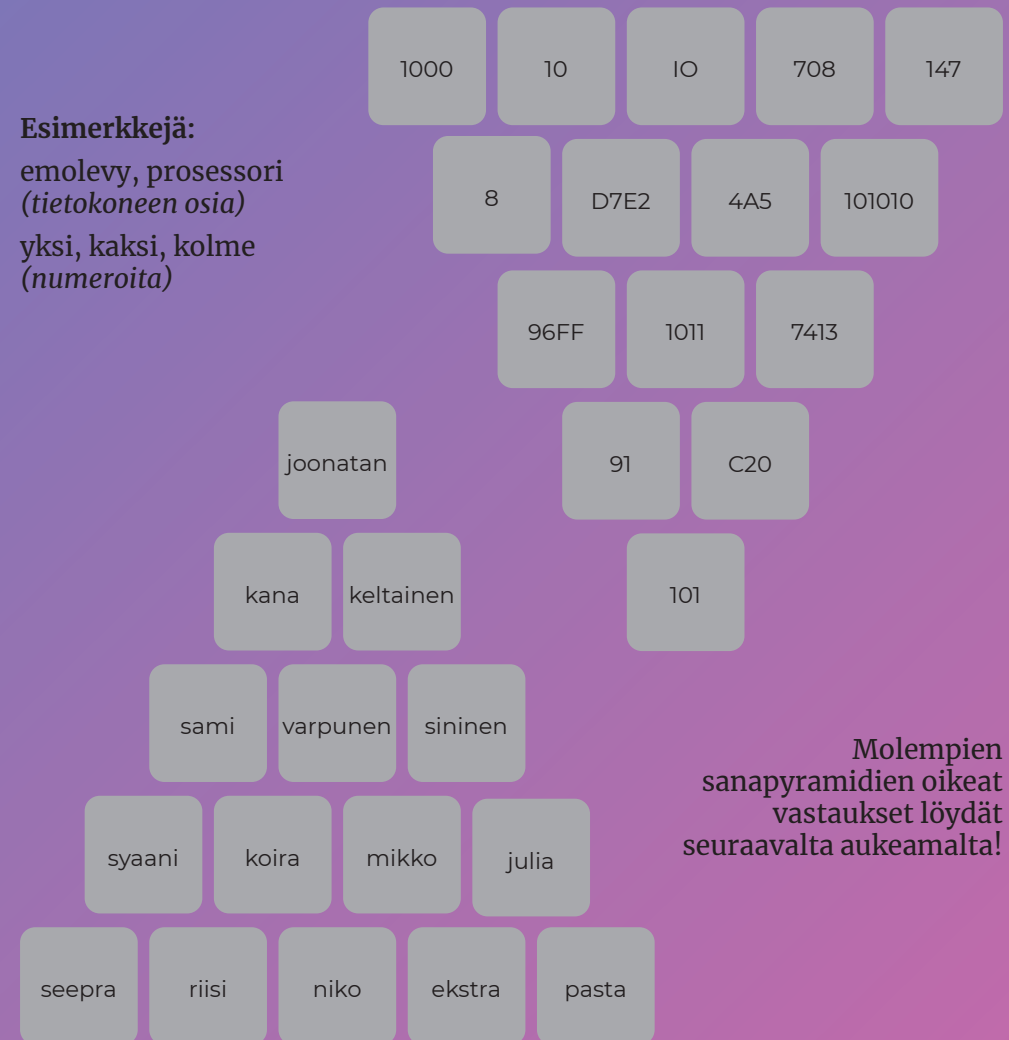 1000 10 IO 708 147
Esimerkkejä:
emolevy, prosessori
(tietokoneen osia)
yksi, kaksi, kolme
(numeroita)
8 D7E2 4A5 101010
96FF 1011 7413
91 C20
101
joonatan
kana keltainen
sami varpunen sininen
syaani koira mikko julia
seepra riisi niko ekstra pasta
Molempien
sanapyramidien oikeat
vastaukset löydät
seuraavalta aukeamalta!